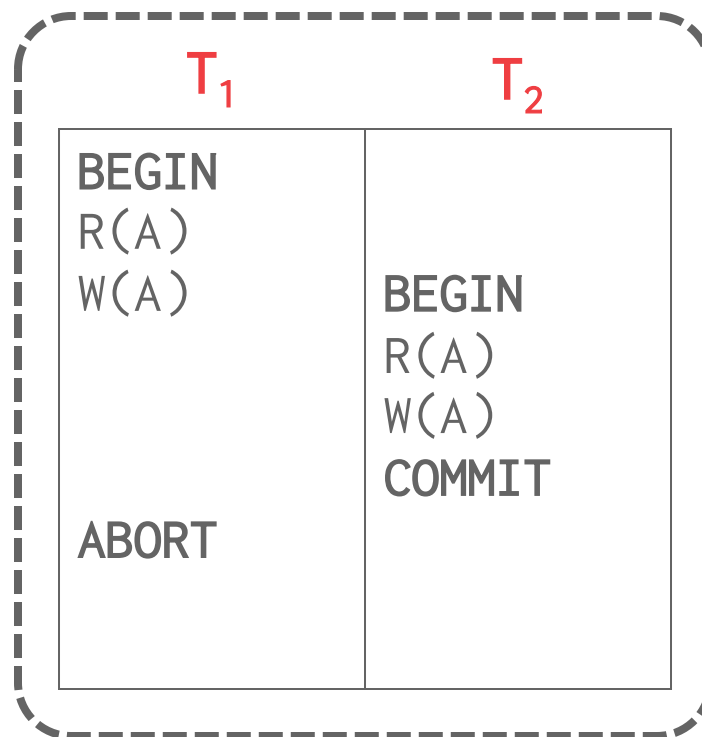 T₁
T₂
BEGIN
R(A)
W(A)
BEGIN
R(A)
W(A)
COMMIT
ABORT